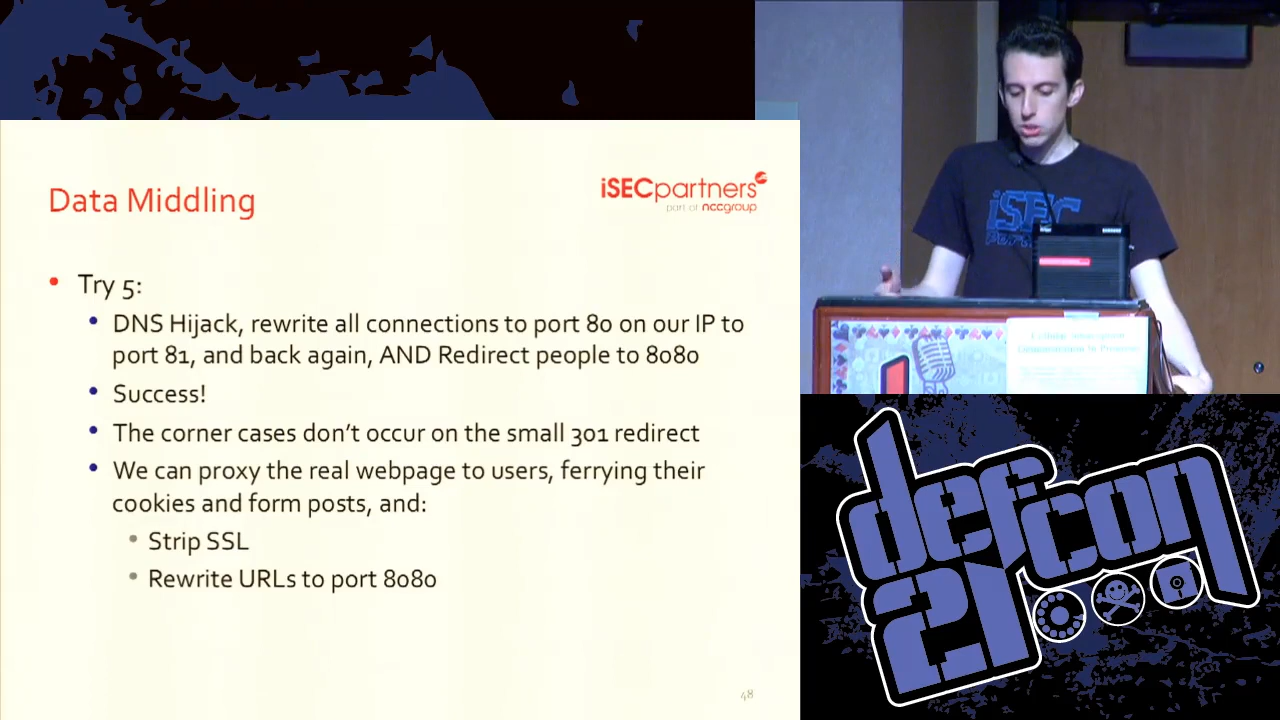 Data Middling
iSECpartners
part of nccgroup
• Try 5:
• DNS Hijack, rewrite all connections to port 80 on our IP to
port 81, and back again, AND Redirect people to 8080
• Success!
• The corner cases don’t occur on the small 301 redirect
• We can proxy the real webpage to users, ferrying their
cookies and form posts, and:
• Strip SSL
• Rewrite URLs to port 8080
48
iSEC
defcon
21